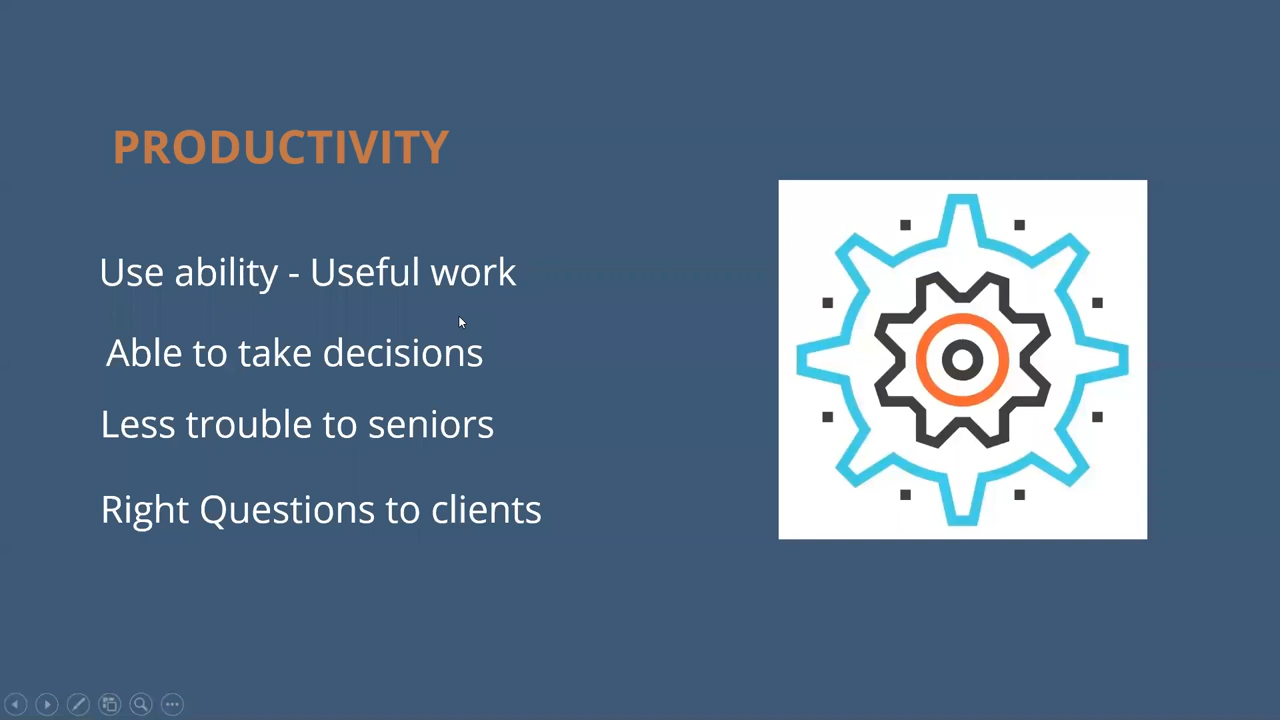 PRODUCTIVITY
Use ability - Useful work
Able to take decisions
Less trouble to seniors
Right Questions to clients